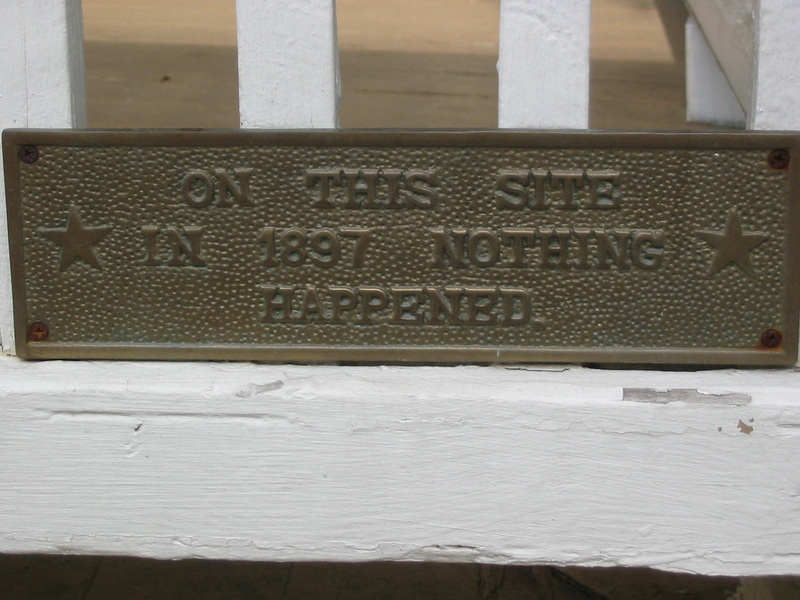 ON THIS SITE
IN 1897 NOTHING
HAPPENED.